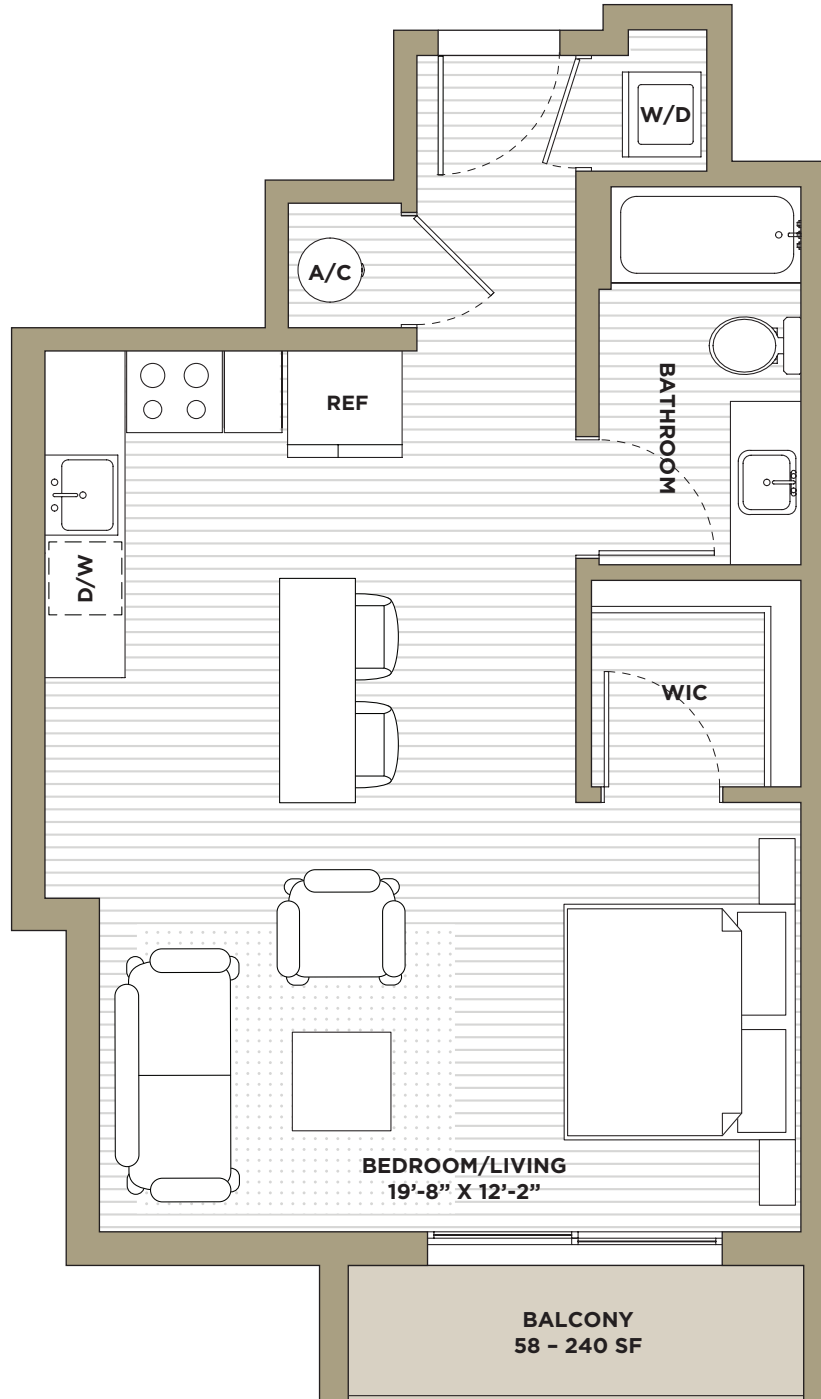 W/D
A/C
REF
BATHROOM
D/W
WIC
BEDROOM/LIVING
19’-8” X 12’-2”
BALCONY
58 – 240 SF